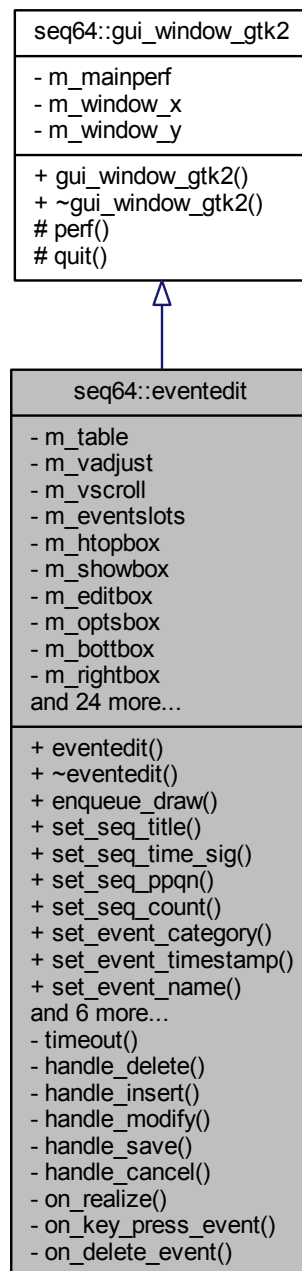 seq64::gui_window_gtk2
- m_mainperf
- m_window_x
- m_window_y
+ gui_window_gtk2()
+ ~gui_window_gtk2()
# perf()
# quit()
seq64::eventedit
- m_table
- m_vadjust
- m_vscroll
- m_eventslots
- m_htopbox
- m_showbox
- m_editbox
- m_optsbox
- m_bottbox
- m_rightbox
and 24 more...
+ eventedit()
+ ~eventedit()
+ enqueue_draw()
+ set_seq_title()
+ set_seq_time_sig()
+ set_seq_ppqn()
+ set_seq_count()
+ set_event_category()
+ set_event_timestamp()
+ set_event_name()
and 6 more...
- timeout()
- handle_delete()
- handle_insert()
- handle_modify()
- handle_save()
- handle_cancel()
- on_realize()
- on_key_press_event()
- on_delete_event()